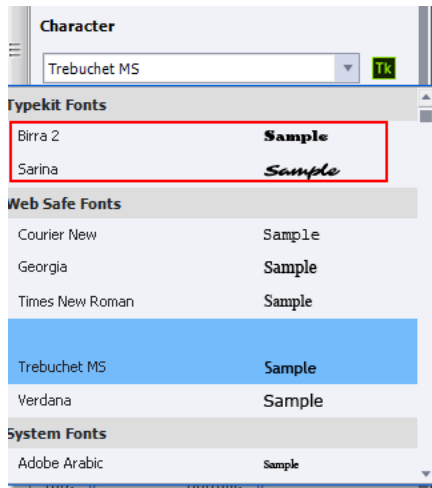 Character
Trebuchet MS Tk
Typekit Fonts
Birra 2 Sample
Sarina Sample
Web Safe Fonts
Courier New Sample
Georgia Sample
Times New Roman Sample
Trebuchet MS Sample
Verdana Sample
System Fonts
Adobe Arabic Sample